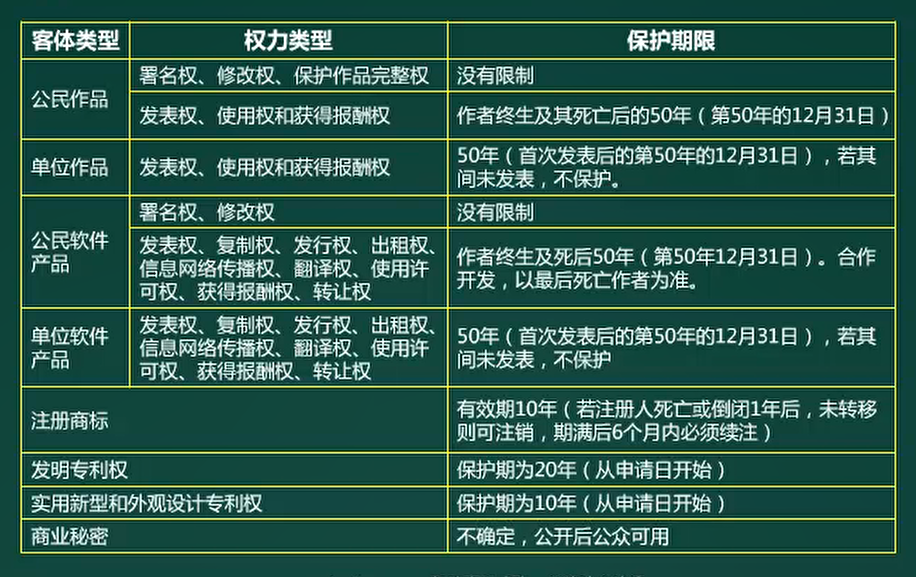 客体类型 权力类型 保护期限
公民作品
署名权、修改权、保护作品完整权
没有限制
发表权、使用权和获得报酬权
作者终生及其死亡后的50年（第50年的12月31日）
单位作品
发表权、使用权和获得报酬权
50年（首次发表后的第50年的12月31日），若其
间未发表，不保护。
公民软件
产品
署名权、修改权
没有限制
发表权、复制权、发行权、出租权、
信息网络传播权、翻译权、使用许
可权、获得报酬权、转让权
作者终生及死后50年（第50年12月31日）。合作
开发，以最后死亡作者为准。
单位软件
产品
发表权、复制权、发行权、出租权、
信息网络传播权、翻译权、使用许
可权、获得报酬权、转让权
50年（首次发表后的第50年的12月31日），若其
间未发表，不保护
注册商标
有效期10年（若注册人死亡或倒闭1年后，未转移
则可注销，期满后6个月内必须续注）
发明专利权
保护期为20年（从申请日开始）
实用新型和外观设计专利权
保护期为10年（从申请日开始）
商业秘密
不确定，公开后公众可用